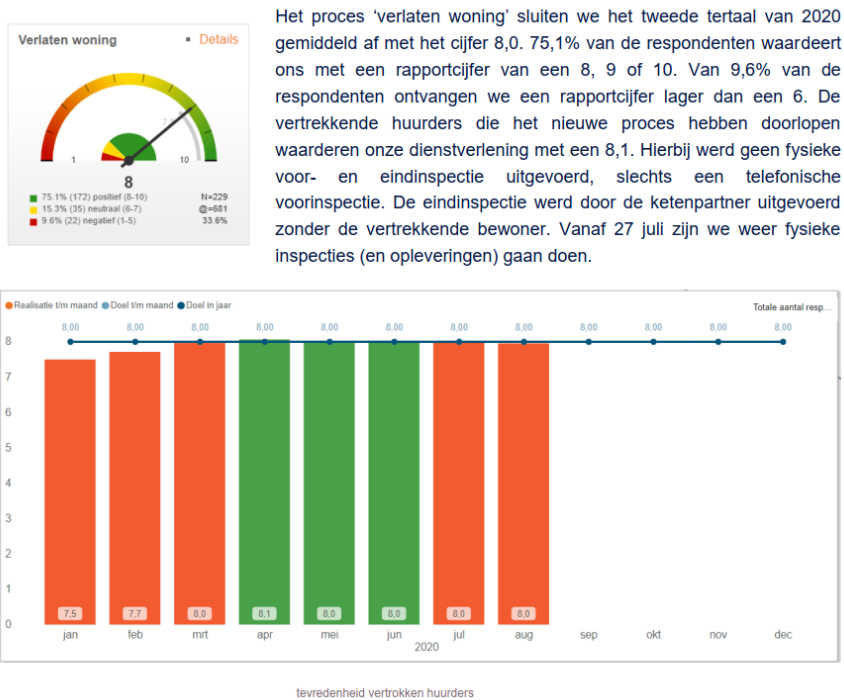 Verlaten woning
▪ Details
1
10
8
75.1% (172) positief (8-10)
N=229
15.3% (35) neutraal (6-7)
@=681
9.6% (22) negatief (1-5)
33.6%
Het proces ‘verlaten woning’ sluiten we het tweede tertaal van 2020
gemiddeld af met het cijfer 8,0. 75,1% van de respondenten waardeert
ons met een rapportcijfer van een 8, 9 of 10. Van 9,6% van de
respondenten ontvangen we een rapportcijfer lager dan een 6. De
vertrekkende huurders die het nieuwe proces hebben doorlopen
waarderen onze dienstverlening met een 8,1. Hierbij werd geen fysieke
voor- en eindinspectie uitgevoerd, slechts een telefonische
voorinspectie. De eindinspectie werd door de ketenpartner uitgevoerd
zonder de vertrekkende bewoner. Vanaf 27 juli zijn we weer fysieke
inspecties (en opleveringen) gaan doen.
Realisatie t/m maand Doel t/m maand Doel in jaar
Totale aantal resp...
8,00 8,00 8,00 8,00 8,00 8,00 8,00 8,00 8,00 8,00 8,00 8,00
8
7
6
5
4
3
2
1
0
7,5 7,7 8,0 8,1 8,0 8,0 8,0 8,0
jan feb mrt apr mei jun jul aug sep okt nov dec
2020
tevredenheid vertrokken huurders